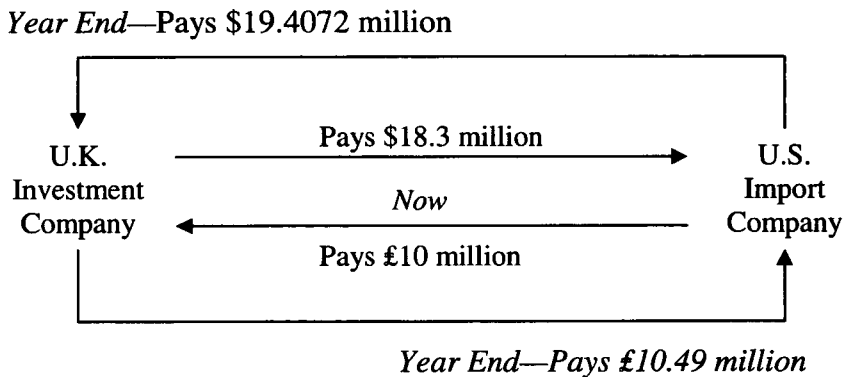 Year End—Pays $19.4072 million
Pays $18.3 million
U.K.
Investment
Company
U.S.
Import
Company
Now
Pays £10 million
Year End—Pays £10.49 million